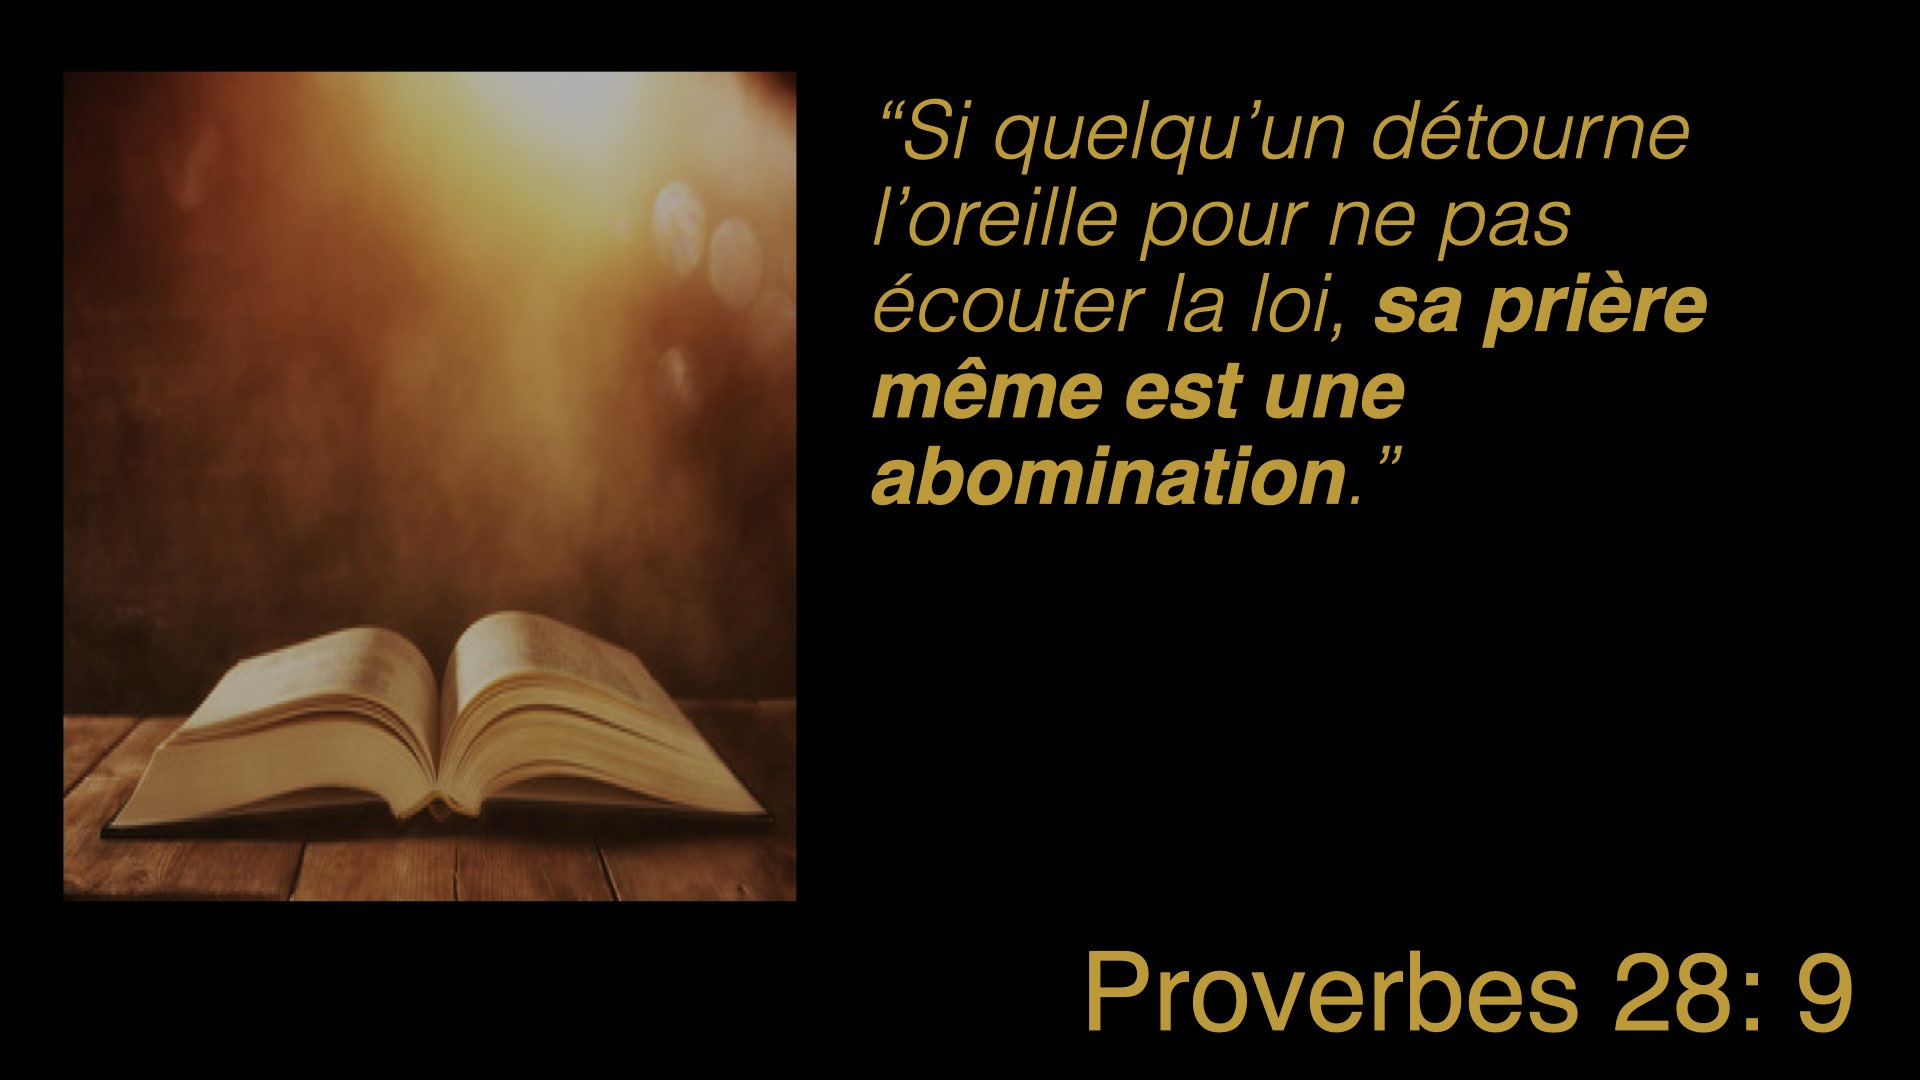 “Si quelqu’un détourne
l’oreille pour ne pas
écouter la loi, sa prière
même est une
abomination.”
Proverbes 28: 9